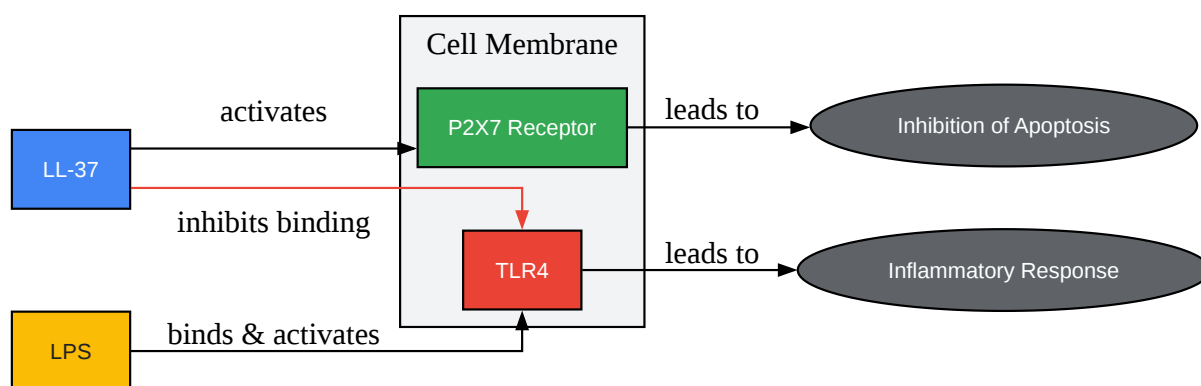 Cell Membrane
activates
P2X7 Receptor
leads to
Inhibition of Apoptosis
LL-37
inhibits binding
TLR4
leads to
Inflammatory Response
LPS
binds & activates